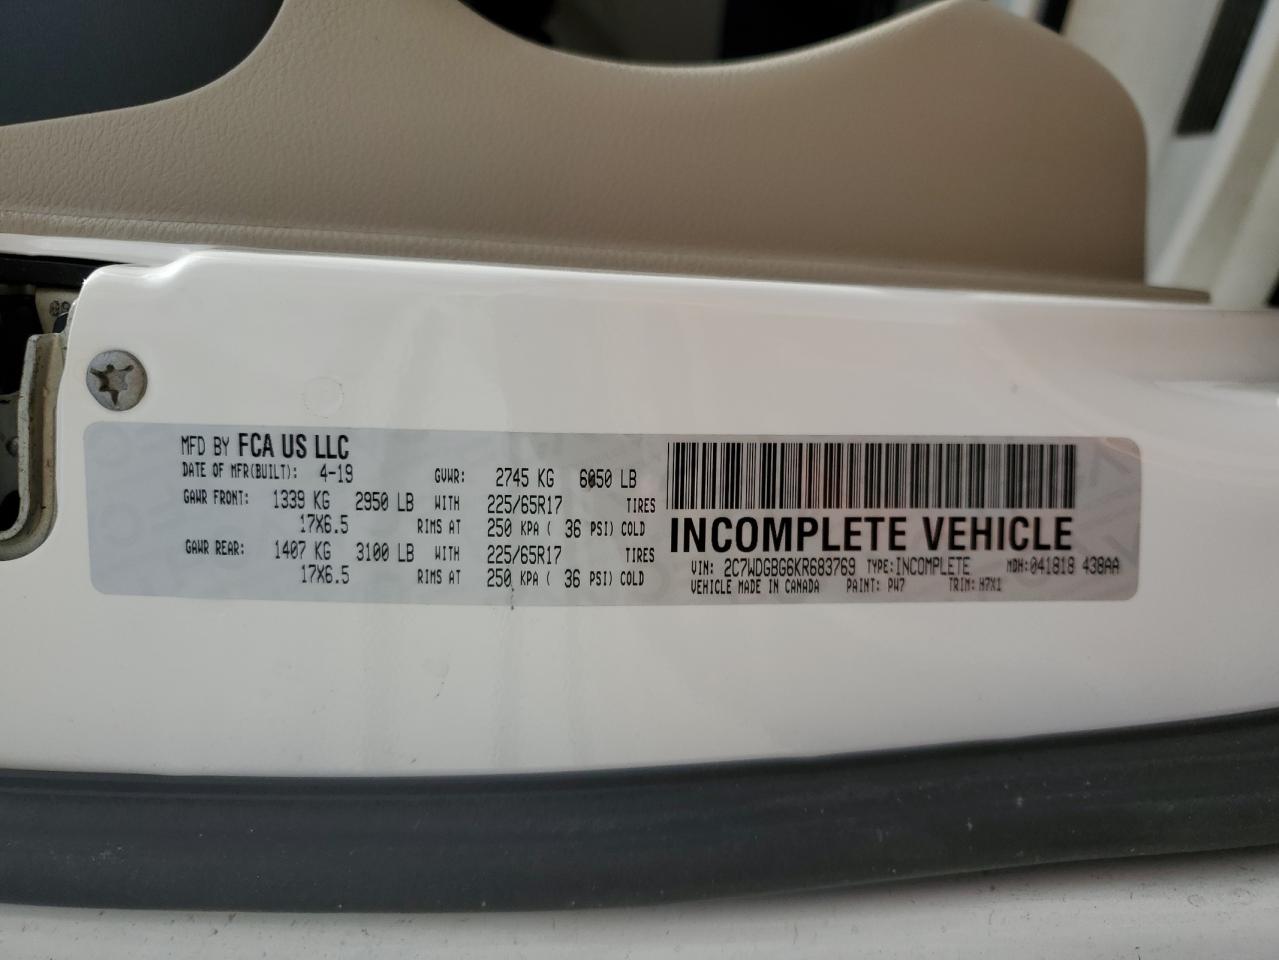 MFD BY FCA US LLC
DATE OF MFR(BUILT): 4-19 GVWR: 2745 KG 6050 LB
GAWR FRONT: 1339 KG 2950 LB WITH 225/65R17 TIRES
17X6.5 RIMS AT 250 KPA ( 36 PSI) COLD
GAWR REAR: 1407 KG 3100 LB WITH 225/65R17 TIRES
17X6.5 RIMS AT 250 KPA ( 36 PSI) COLD
INCOMPLETE VEHICLE
VIN: 2C7WDGBG6KR683769 TYPE:INCOMPLETE MDH:041818 438AA
VEHICLE MADE IN CANADA PAINT: PW7 TRIM: H7X1